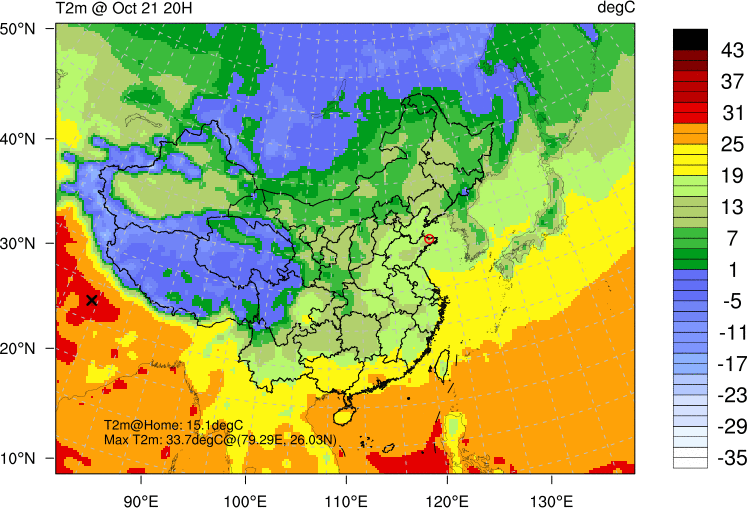 T2m @ Oct 21 20H
degC
50°N
40°N
30°N
20°N
10°N
90°E
100°E
110°E
120°E
130°E
T2m@Home: 15.1degC
Max T2m: 33.7degC@(79.29E, 26.03N)
43
37
31
25
19
13
7
1
-5
-11
-17
-23
-29
-35